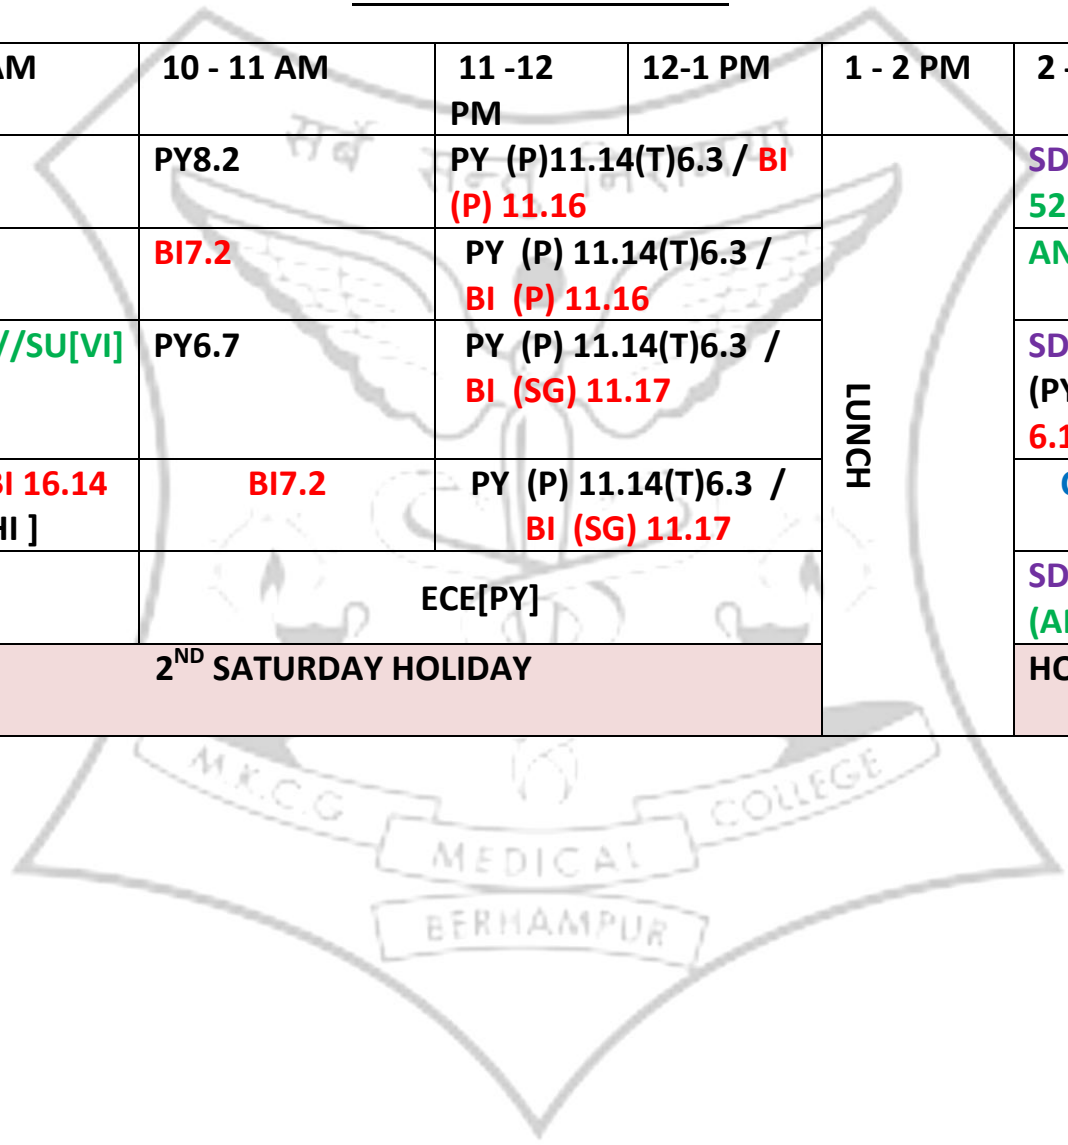 AM 10 - 11 AM 11 -12 12-1 PM 1 - 2 PM 2 -
PM
PY8.2 PY (P)11.14(T)6.3 / BI SD
(P) 11.16 52
BI7.2 PY (P) 11.14(T)6.3 / AN
BI (P) 11.16
//SU[VI] PY6.7 PY (P) 11.14(T)6.3 / SD
BI (SG) 11.17 (PY
6.1
LUNCH
BI 16.14 BI7.2 PY (P) 11.14(T)6.3 /
HI ] BI (SG) 11.17
ECE[PY] SD
2ND SATURDAY HOLIDAY HO
सर्वे सन्तु निरामया
M.K.C.G
MEDICAL
COLLEGE
BERHAMPUR